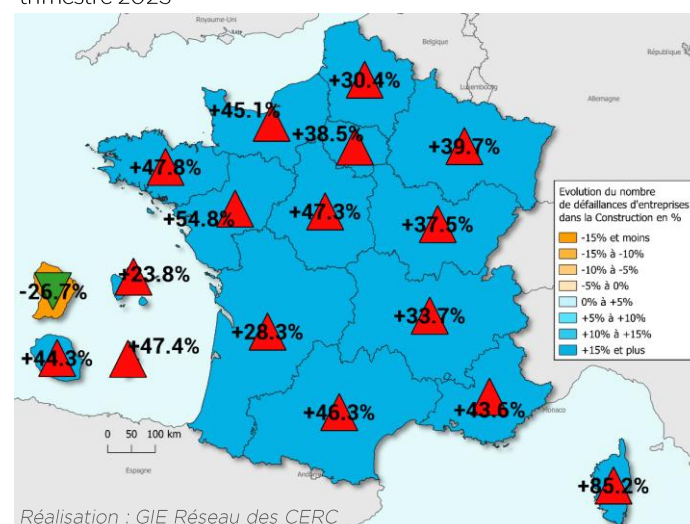 trimestre 2023
Royaume-Uni
Belgique
République
Luxembourg
Allemagne
+30.4%
+45.1%
+38.5%
+39.7%
+47.8%
+54.8%
+47.3%
+37.5%
Evolution du nombre
de défaillances d'entreprises
dans la Construction en %
-15% et moins
-15% à -10%
-10% à -5%
-5% à 0%
0% à +5%
+5% à +10%
+10% à +15%
+15% et plus
-26.7%
+23.8%
+28.3%
+33.7%
+44.3%
+47.4%
+46.3%
+43.6%
Monaco
0 50 100 km
Espagne
+85.2%
Réalisation : GIE Réseau des CERC